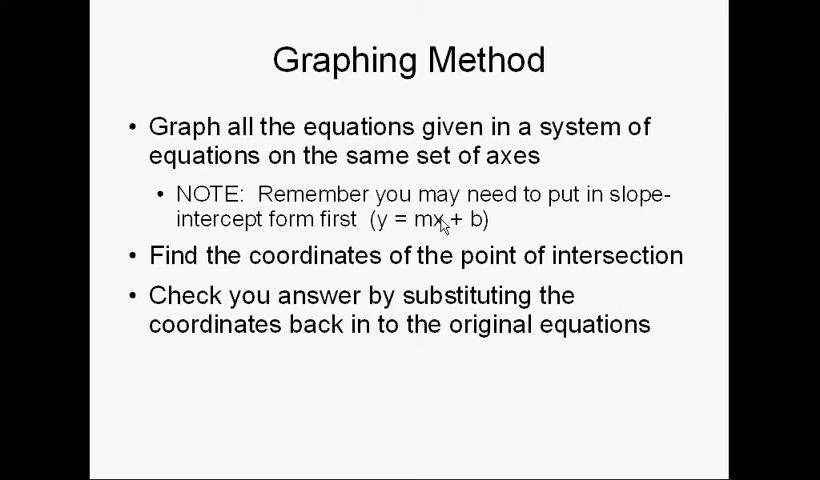 Graphing Method
• Graph all the equations given in a system of
equations on the same set of axes
• NOTE: Remember you may need to put in slope-
intercept form first (y = mx + b)
• Find the coordinates of the point of intersection
• Check you answer by substituting the
coordinates back in to the original equations